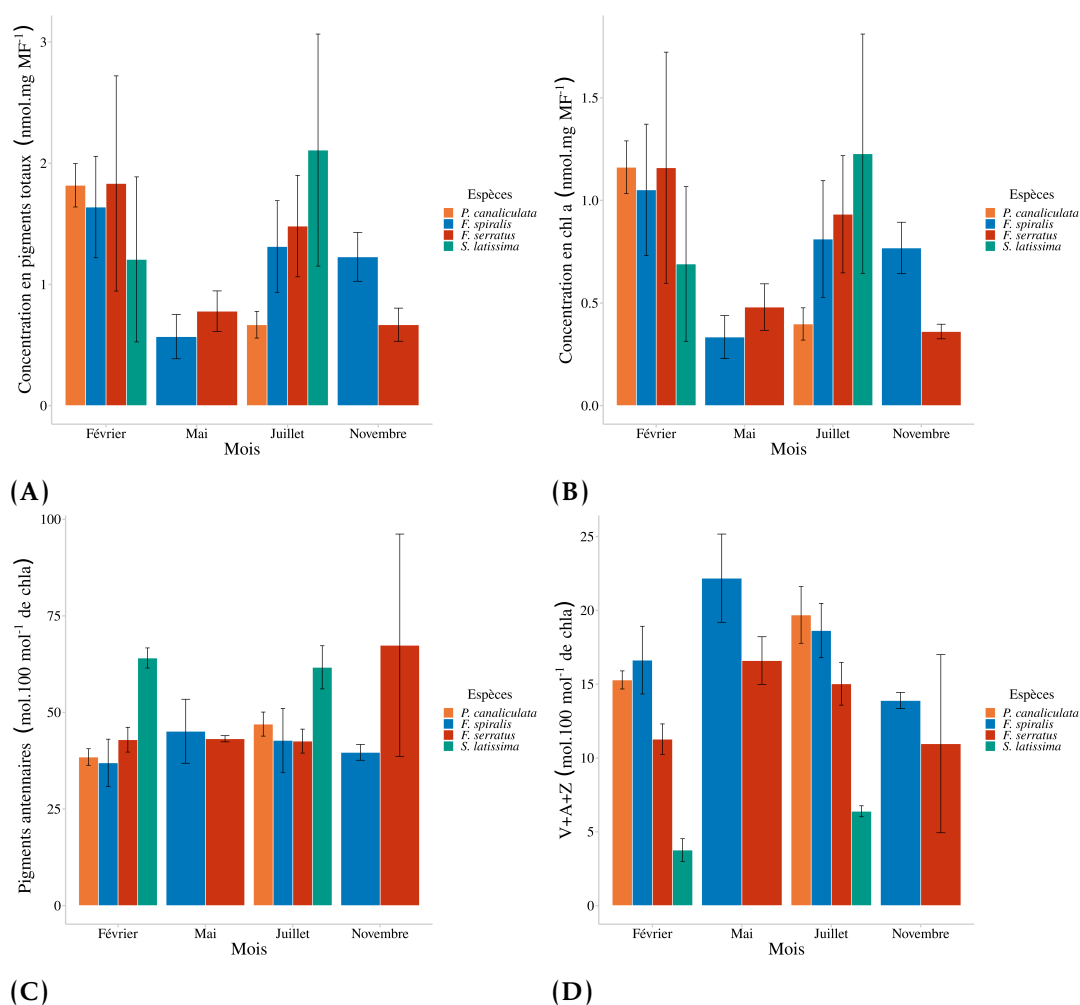 Concentration en pigments totaux (nmol.mg MF⁻¹)
3
2
1
0
Février
Mai
Juillet
Novembre
Mois
Espèces
P. canaliculata
F. spiralis
F. serratus
S. latissima
(A)
Concentration en chl a (nmol.mg MF⁻¹)
1.5
1.0
0.5
0.0
Février
Mai
Juillet
Novembre
Mois
Espèces
P. canaliculata
F. spiralis
F. serratus
S. latissima
(B)
Pigments antennaires (mol.100 mol⁻¹ de chla)
100
75
50
25
0
Février
Mai
Juillet
Novembre
Mois
Espèces
P. canaliculata
F. spiralis
F. serratus
S. latissima
(C)
V+A+Z (mol.100 mol⁻¹ de chla)
25
20
15
10
5
0
Février
Mai
Juillet
Novembre
Mois
Espèces
P. canaliculata
F. spiralis
F. serratus
S. latissima
(D)